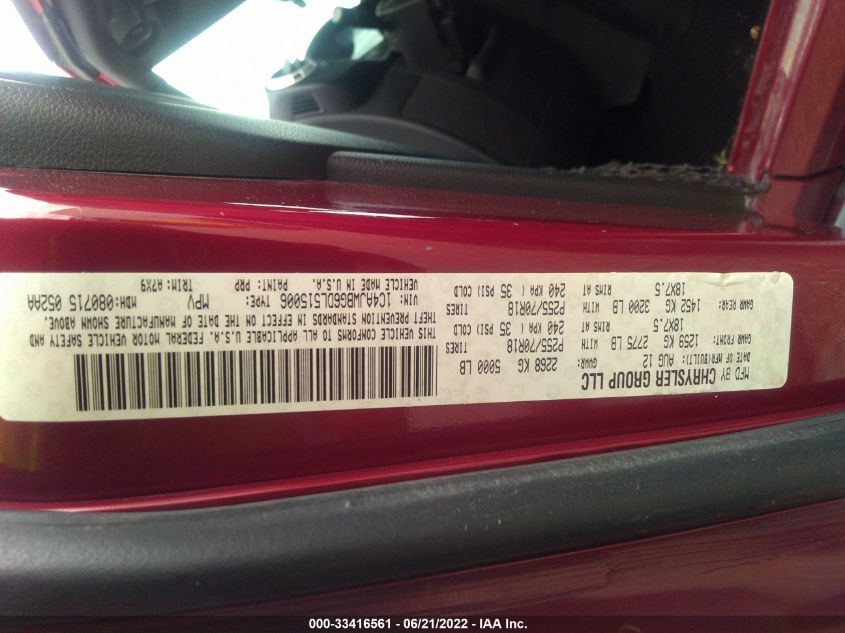 MFD BY CHRYSLER GROUP LLC
DATE OF MFR(BUILT): AUG 12 GVWR: 2268 KG 5000 LB
GAWR FRONT: 1259 KG 2775 LB WITH P255/70R18 TIRES
18X7.5 RIMS AT 240 KPA ( 35 PSI) COLD
GAWR REAR: 1452 KG 3200 LB WITH P255/70R18 TIRES
18X7.5 RIMS AT 240 KPA ( 35 PSI) COLD
THIS VEHICLE CONFORMS TO ALL APPLICABLE U.S.A. FEDERAL MOTOR VEHICLE SAFETY AND
THEFT PREVENTION STANDARDS IN EFFECT ON THE DATE OF MANUFACTURE SHOWN ABOVE.
VIN: 1C4AJWBG6DL515006 TYPE: MPV MDH:080715 052AA
VEHICLE MADE IN U.S.A. PAINT: PRP TRIM: A7X9
000-33416561 / 06/21/2022 / IAA Inc.